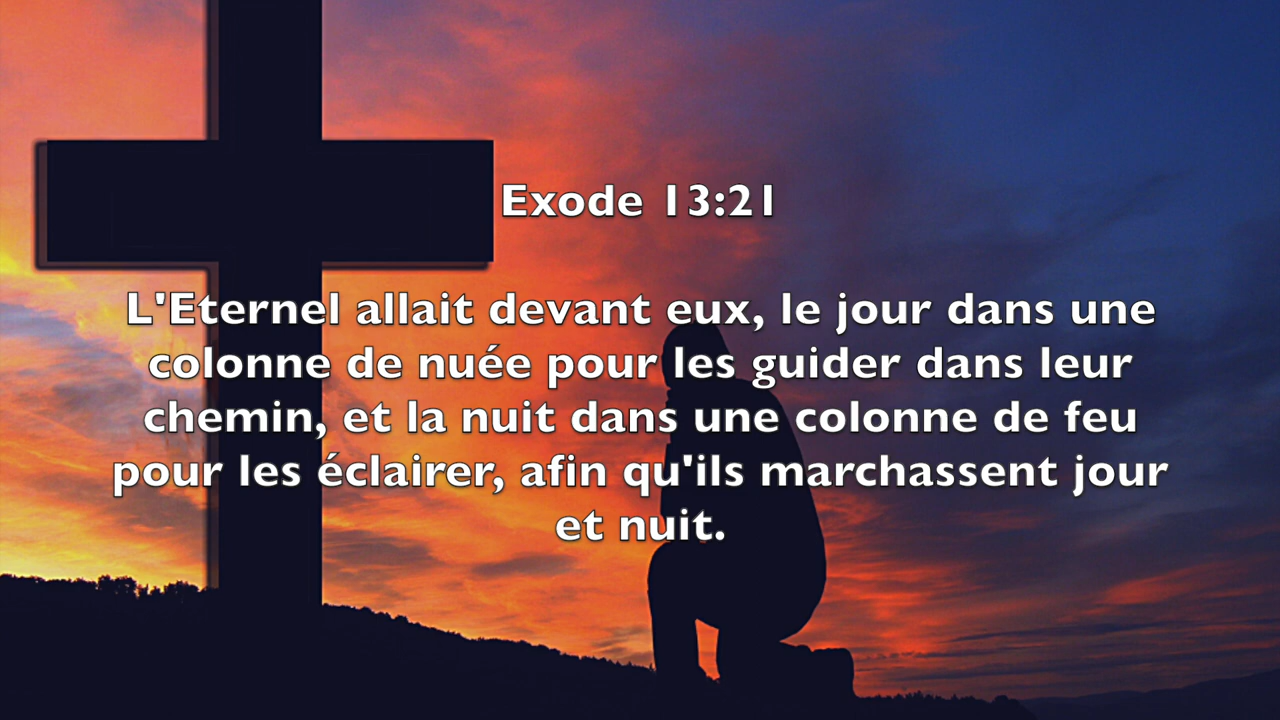 Exode 13:21
L'Eternel allait devant eux, le jour dans une
colonne de nuée pour les guider dans leur
chemin, et la nuit dans une colonne de feu
pour les éclairer, afin qu'ils marchassent jour
et nuit.